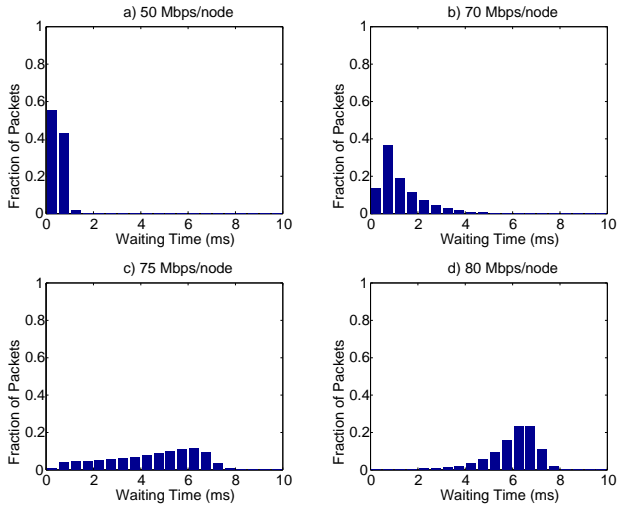 a) 50 Mbps/node
1
0.8
0.6
0.4
0.2
0
0 2 4 6 8 10
Fraction of Packets
Waiting Time (ms)
b) 70 Mbps/node
1
0.8
0.6
0.4
0.2
0
0 2 4 6 8 10
Fraction of Packets
Waiting Time (ms)
c) 75 Mbps/node
1
0.8
0.6
0.4
0.2
0
0 2 4 6 8 10
Fraction of Packets
Waiting Time (ms)
d) 80 Mbps/node
1
0.8
0.6
0.4
0.2
0
0 2 4 6 8 10
Fraction of Packets
Waiting Time (ms)